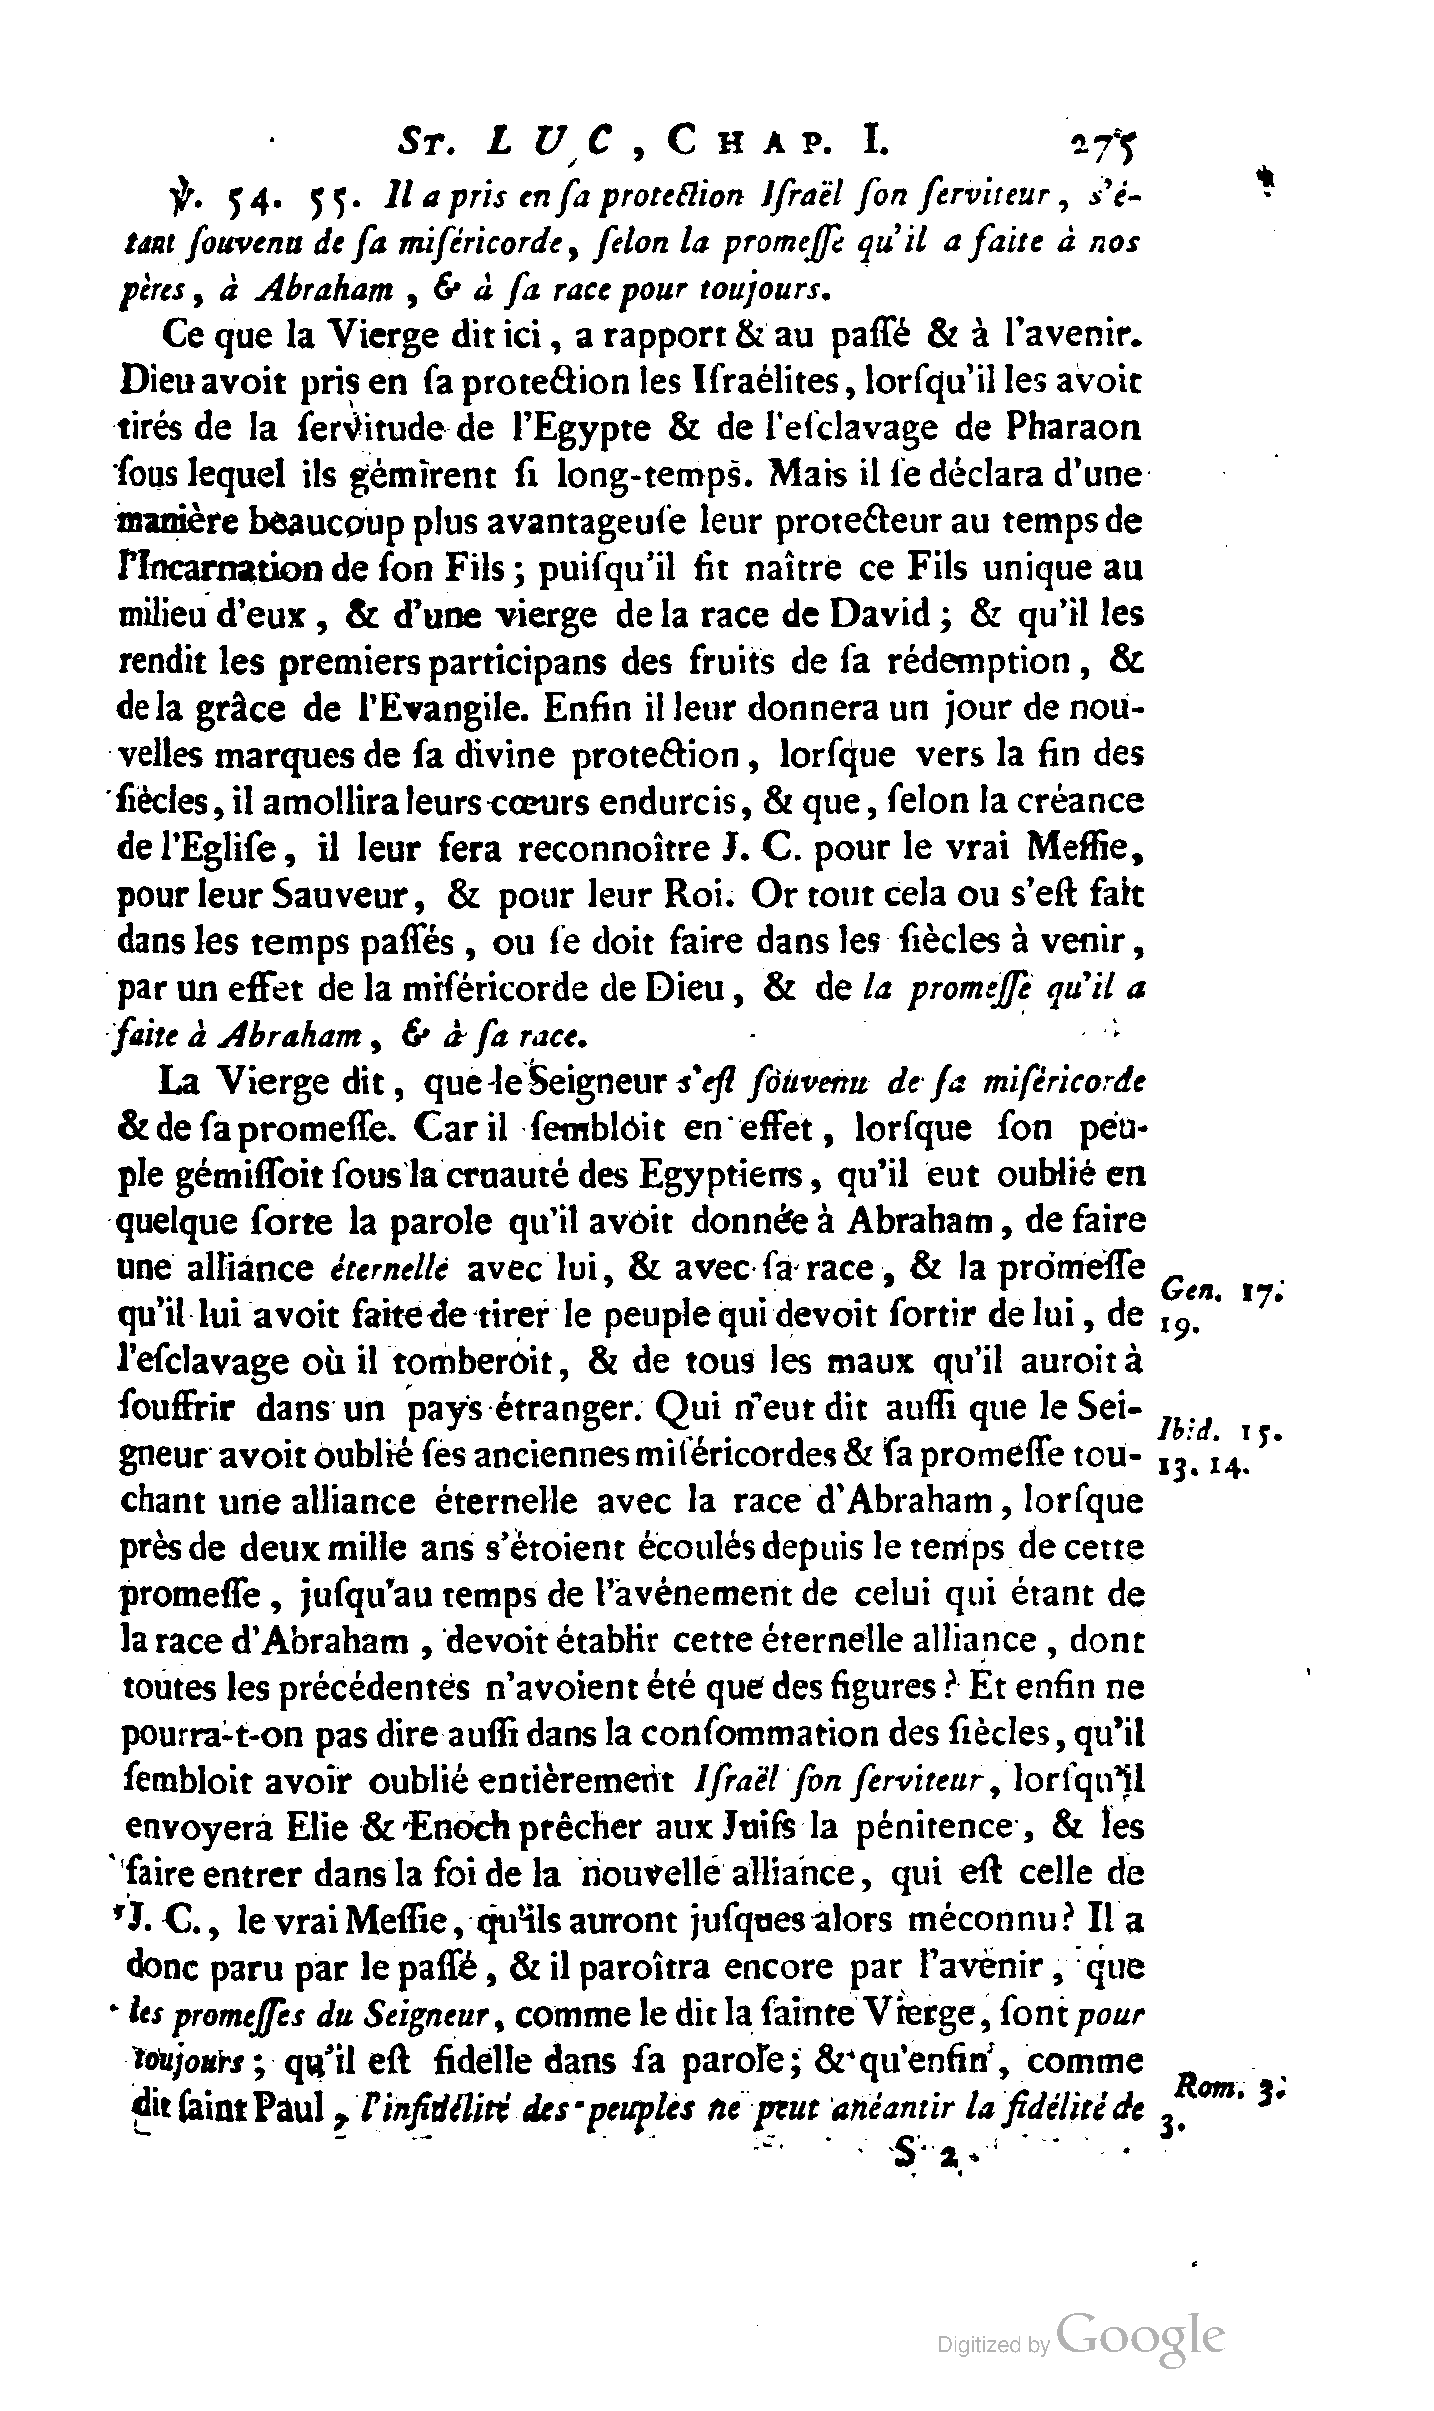 ST. LUC, CHAP. I. 275
℣. 54. 55. Il a pris en ſa protection Iſraël ſon ſerviteur, s'é-
tant ſouvenu de ſa miſéricorde, ſelon la promeſſe qu'il a faite à nos
pères, à Abraham, & à ſa race pour toujours.
Ce que la Vierge dit ici, a rapport & au paſſé & à l'avenir.
Dieu avoit pris en ſa protection les Iſraélites, lorſqu'il les avoit
tirés de la ſervitude de l'Egypte & de l'eſclavage de Pharaon
ſous lequel ils gémirent ſi long-temps. Mais il ſe déclara d'une
manière beaucoup plus avantageuſe leur protecteur au temps de
l'Incarnation de ſon Fils; puiſqu'il fit naître ce Fils unique au
milieu d'eux, & d'une vierge de la race de David; & qu'il les
rendit les premiers participans des fruits de ſa rédemption, &
de la grâce de l'Evangile. Enfin il leur donnera un jour de nou-
velles marques de ſa divine protection, lorſque vers la fin des
ſiècles, il amollira leurs cœurs endurcis, & que, ſelon la créance
de l'Egliſe, il leur fera reconnoître J. C. pour le vrai Meſſie,
pour leur Sauveur, & pour leur Roi. Or tout cela ou s'eſt fait
dans les temps paſſés, ou ſe doit faire dans les ſiècles à venir,
par un effet de la miſéricorde de Dieu, & de la promeſſe qu'il a
faite à Abraham, & à ſa race.
La Vierge dit, que le Seigneur s'eſt ſouvenu de ſa miſéricorde
& de ſa promeſſe. Car il ſembloit en effet, lorſque ſon peu-
ple gémiſſoit ſous la cruauté des Egyptiens, qu'il eut oublié en
quelque ſorte la parole qu'il avoit donnée à Abraham, de faire
une alliance éternelle avec lui, & avec ſa race, & la promeſſe
qu'il lui avoit faite de tirer le peuple qui devoit ſortir de lui, de
l'eſclavage où il tomberoit, & de tous les maux qu'il auroit à
ſouffrir dans un pays étranger. Qui n'eut dit auſſi que le Sei-
gneur avoit oublié ſes anciennes miſéricordes & ſa promeſſe tou-
chant une alliance éternelle avec la race d'Abraham, lorſque
près de deux mille ans s'étoient écoulés depuis le temps de cette
promeſſe, juſqu'au temps de l'avénement de celui qui étant de
la race d'Abraham, devoit établir cette éternelle alliance, dont
toutes les précédentes n'avoient été que des figures? Et enfin ne
pourra-t-on pas dire auſſi dans la conſommation des ſiècles, qu'il
ſembloit avoir oublié entièrement Iſraël ſon ſerviteur, lorſqu'il
envoyera Elie & Enoch prêcher aux Juifs la pénitence, & les
faire entrer dans la foi de la nouvelle alliance, qui eſt celle de
J. C., le vrai Meſſie, qu'ils auront juſques alors méconnu? Il a
donc paru par le paſſé, & il paroîtra encore par l'avenir, que
les promeſſes du Seigneur, comme le dit la ſainte Vierge, ſont pour
toujours; qu'il eſt fidelle dans ſa parole; & qu'enfin, comme
dit ſaint Paul, l'infidélité des peuples ne peut anéantir la fidélité de
S 2
Gen. 17.
19.
Ibid. 15.
13. 14.
Rom. 3.
3.
Digitized by Google